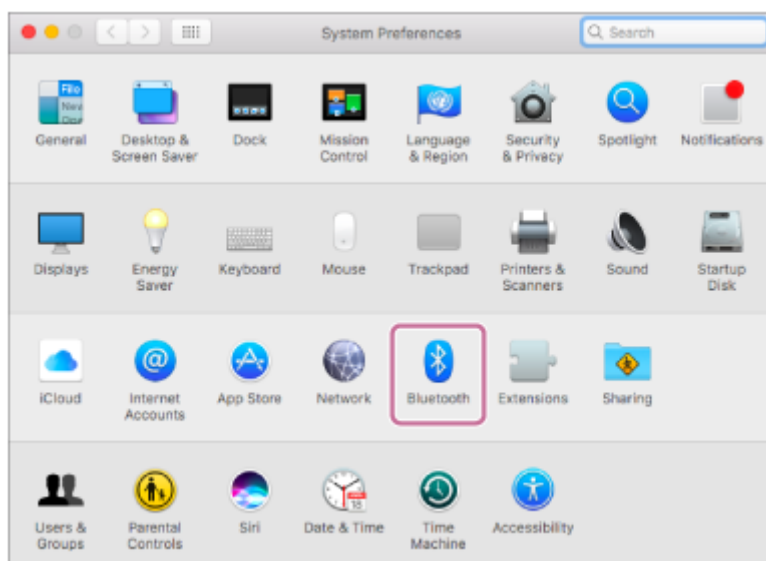 System Preferences
Search
General
Desktop &
Screen Saver
Dock
Mission
Control
Language
& Region
Security
& Privacy
Spotlight
Notifications
Displays
Energy
Saver
Keyboard
Mouse
Trackpad
Printers &
Scanners
Sound
Startup
Disk
iCloud
Internet
Accounts
App Store
Network
Bluetooth
Extensions
Sharing
Users &
Groups
Parental
Controls
Siri
Date & Time
Time
Machine
Accessibility